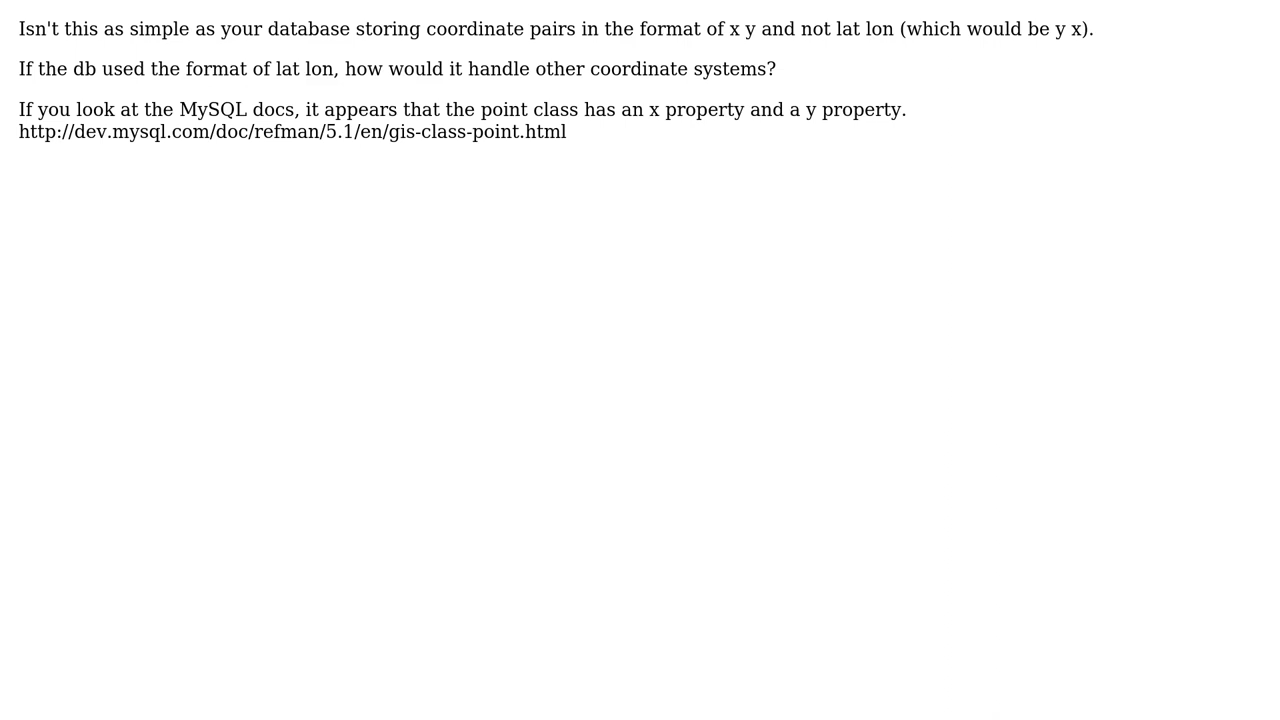 Isn't this as simple as your database storing coordinate pairs in the format of x y and not lat lon (which would be y x).
If the db used the format of lat lon, how would it handle other coordinate systems?
If you look at the MySQL docs, it appears that the point class has an x property and a y property.
http://dev.mysql.com/doc/refman/5.1/en/gis-class-point.html